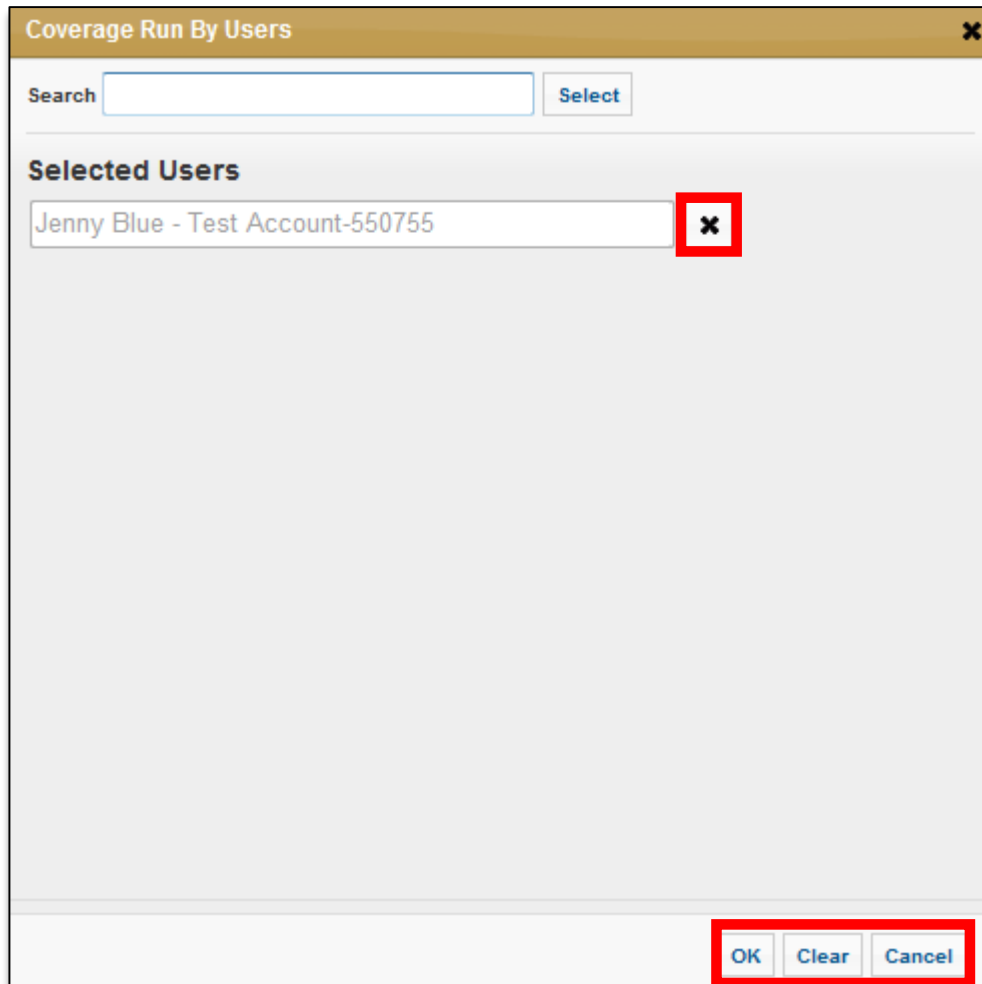 Coverage Run By Users
Search Select
Selected Users
Jenny Blue - Test Account-550755
OK Clear Cancel